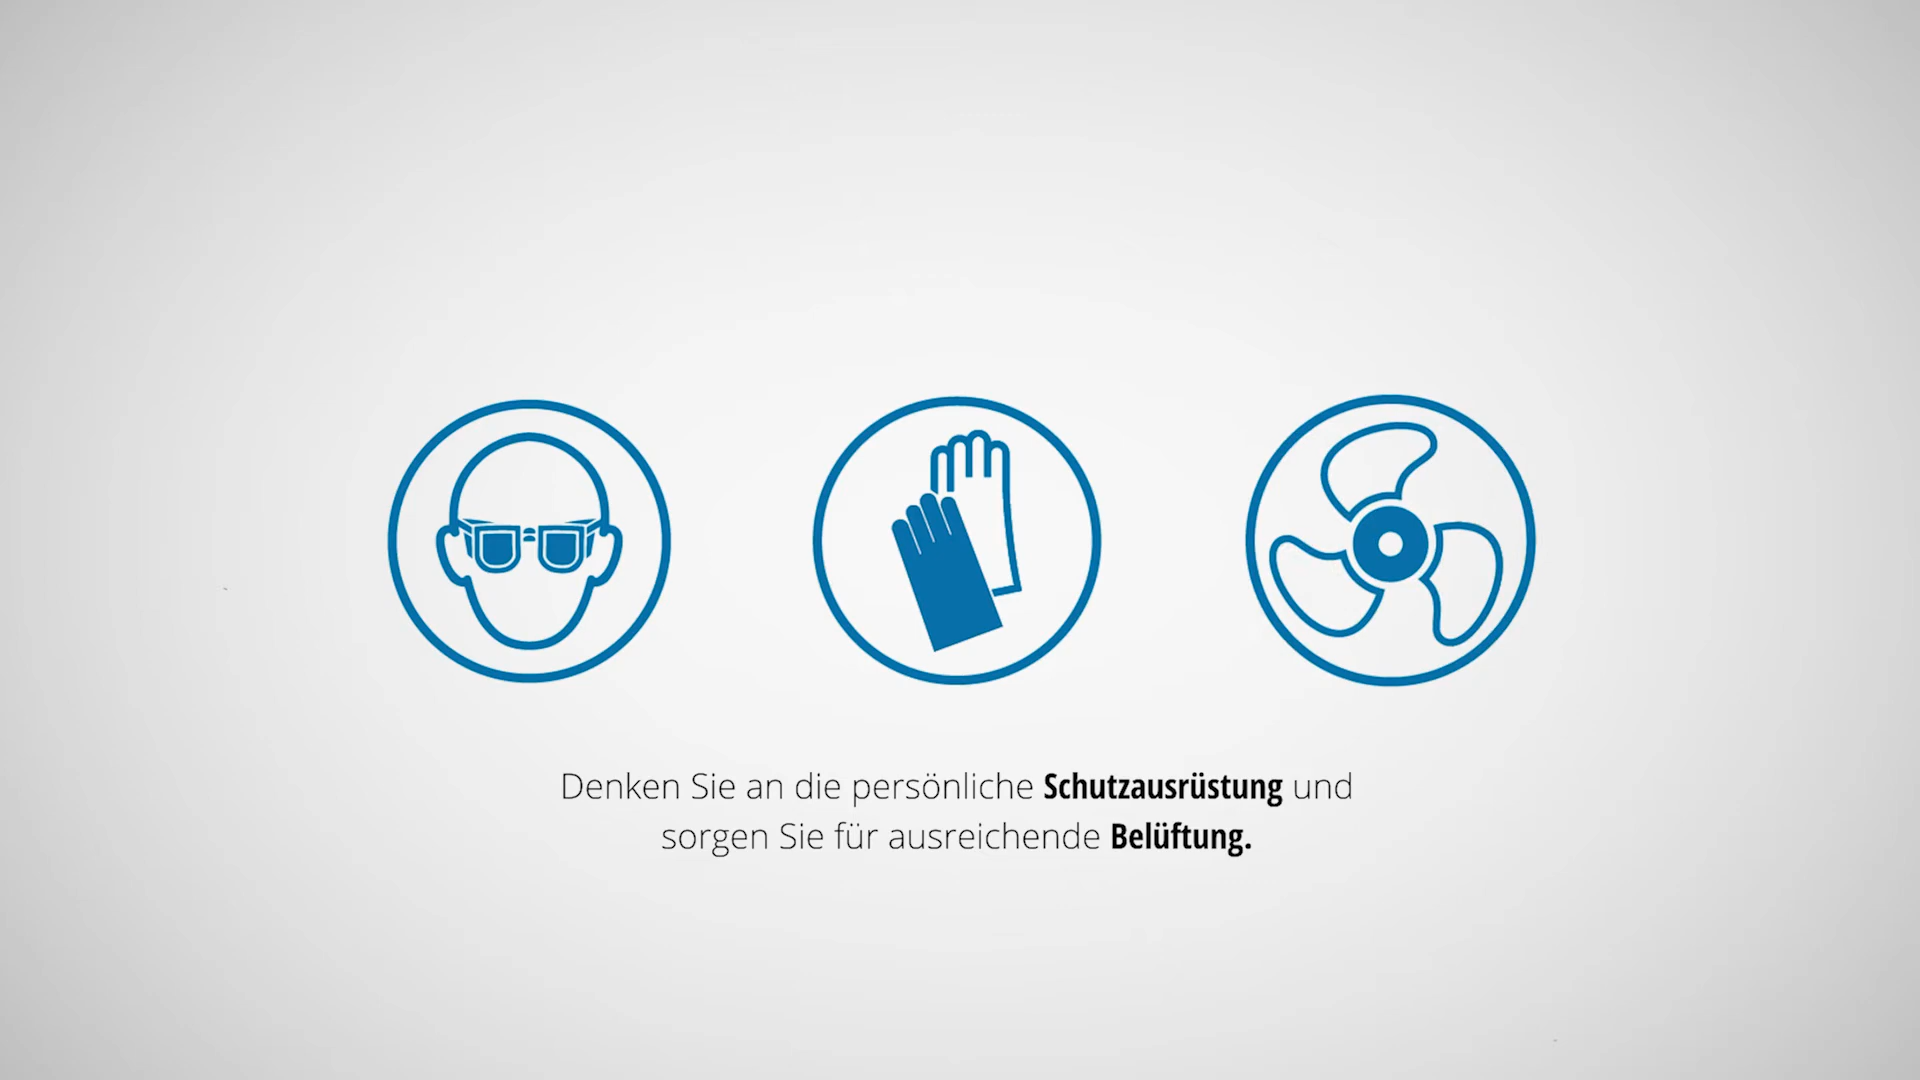 Denken Sie an die persönliche Schutzausrüstung und
sorgen Sie für ausreichende Belüftung.